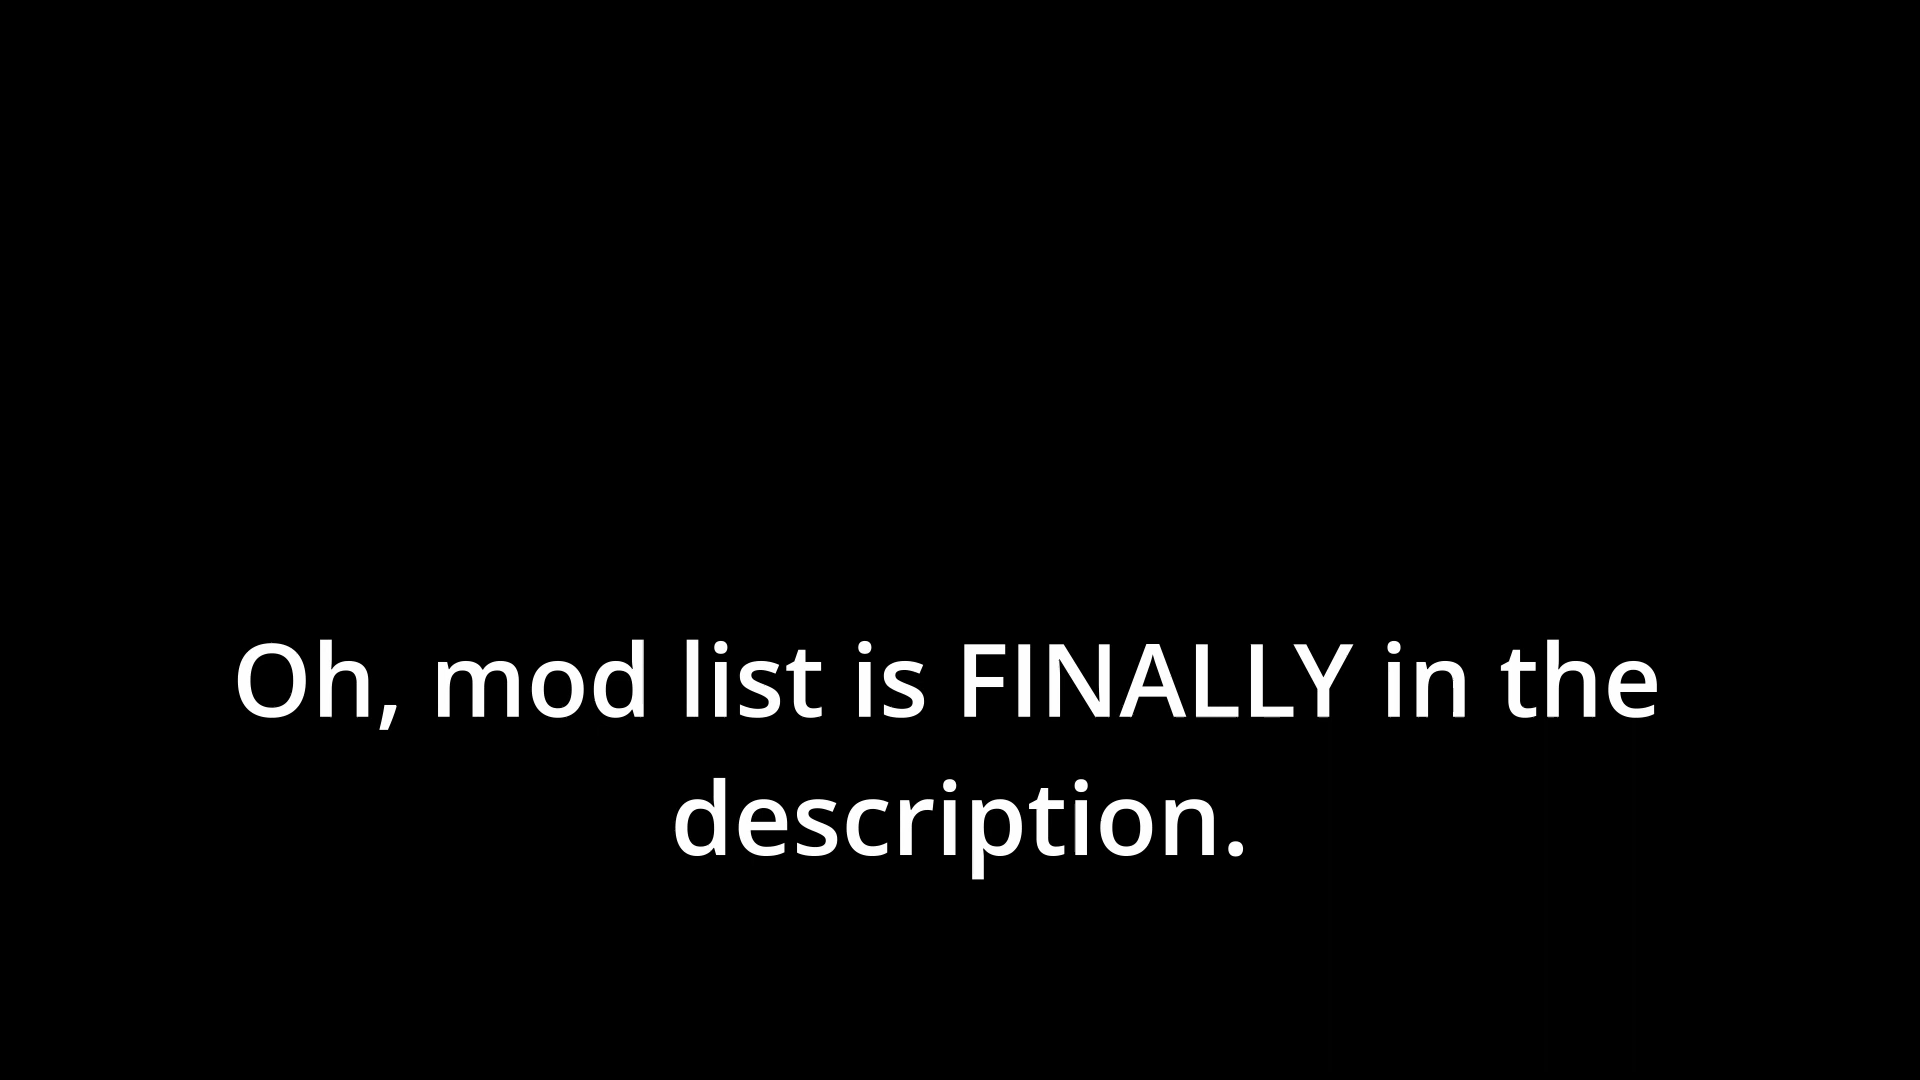 Oh, mod list is FINALLY in the
description.